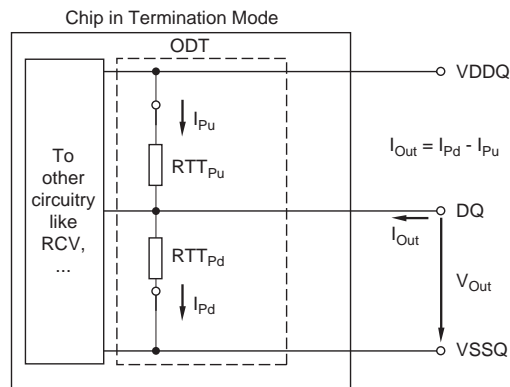 Chip in Termination Mode
ODT
VDDQ
I_Pu
I_Out = I_Pd - I_Pu
To
other
circuitry
like
RCV,
...
RTT_Pu
DQ
I_Out
RTT_Pd
V_Out
I_Pd
VSSQ